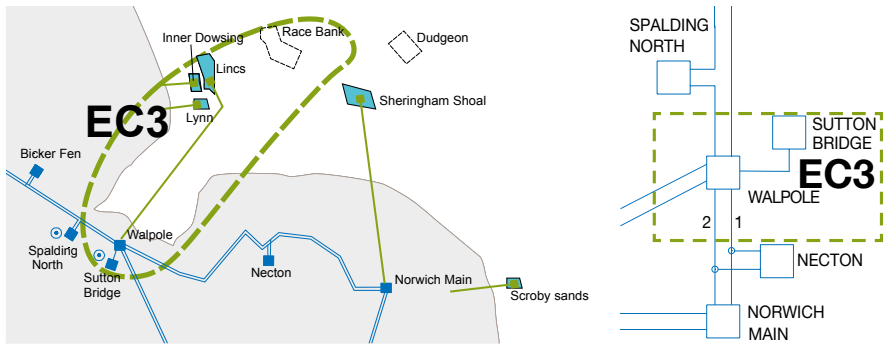 Inner Dowsing
Race Bank
Dudgeon
Lincs
Sheringham Shoal
EC3
Lynn
Bicker Fen
Walpole
Spalding
North
Sutton
Bridge
Necton
Norwich Main
Scroby sands
SPALDING
NORTH
SUTTON
BRIDGE
EC3
WALPOLE
2
1
NECTON
NORWICH
MAIN